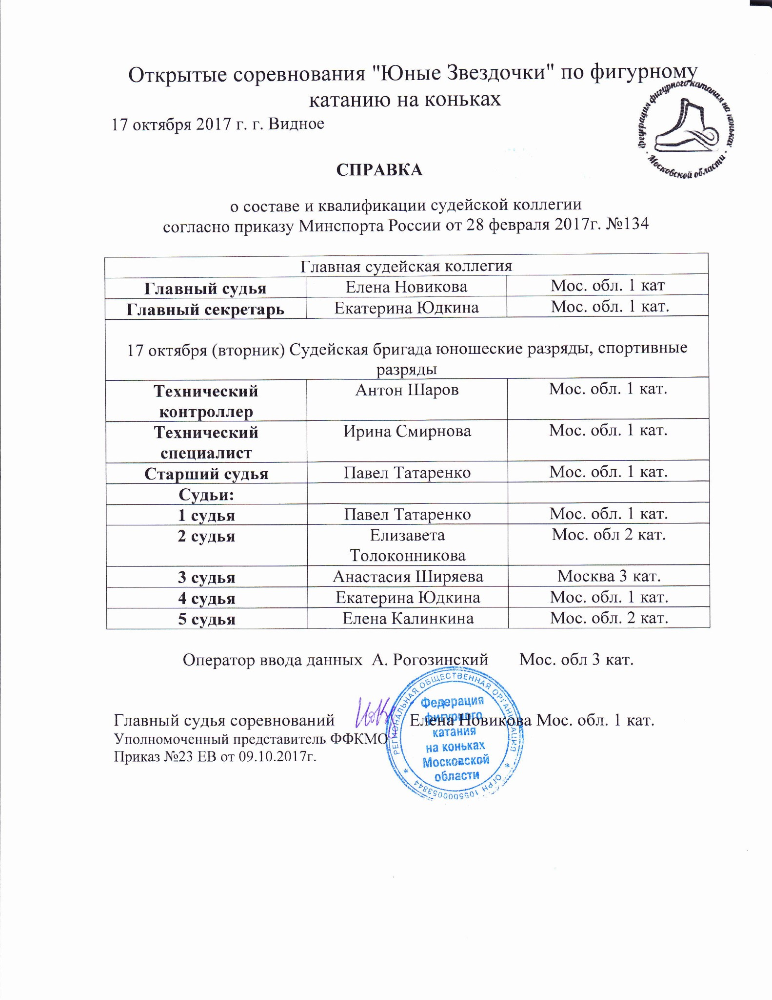 Открытые соревнования "Юные Звездочки" по фигурному
катанию на коньках
17 октября 2017 г. г. Видное
Федерация фигурного катания на коньках
· Московской области ·
СПРАВКА
о составе и квалификации судейской коллегии
согласно приказу Минспорта России от 28 февраля 2017г. №134
Главная судейская коллегия
Главный судья Елена Новикова Мос. обл. 1 кат
Главный секретарь Екатерина Юдкина Мос. обл. 1 кат.
17 октября (вторник) Судейская бригада юношеские разряды, спортивные
разряды
Технический Антон Шаров Мос. обл. 1 кат.
контроллер
Технический Ирина Смирнова Мос. обл. 1 кат.
специалист
Старший судья Павел Татаренко Мос. обл. 1 кат.
Судьи:
1 судья Павел Татаренко Мос. обл. 1 кат.
2 судья Елизавета Мос. обл 2 кат.
Толоконникова
3 судья Анастасия Ширяева Москва 3 кат.
4 судья Екатерина Юдкина Мос. обл. 1 кат.
5 судья Елена Калинкина Мос. обл. 2 кат.
Оператор ввода данных А. Рогозинский Мос. обл 3 кат.
Главный судья соревнований Елена Новикова Мос. обл. 1 кат.
Уполномоченный представитель ФФКМО
Приказ №23 ЕВ от 09.10.2017г.
РЕГИОНАЛЬНАЯ ОБЩЕСТВЕННАЯ ОРГАНИЗАЦИЯ
* ОГРН 1055000053844 *
Федерация
фигурного
катания
на коньках
Московской
области